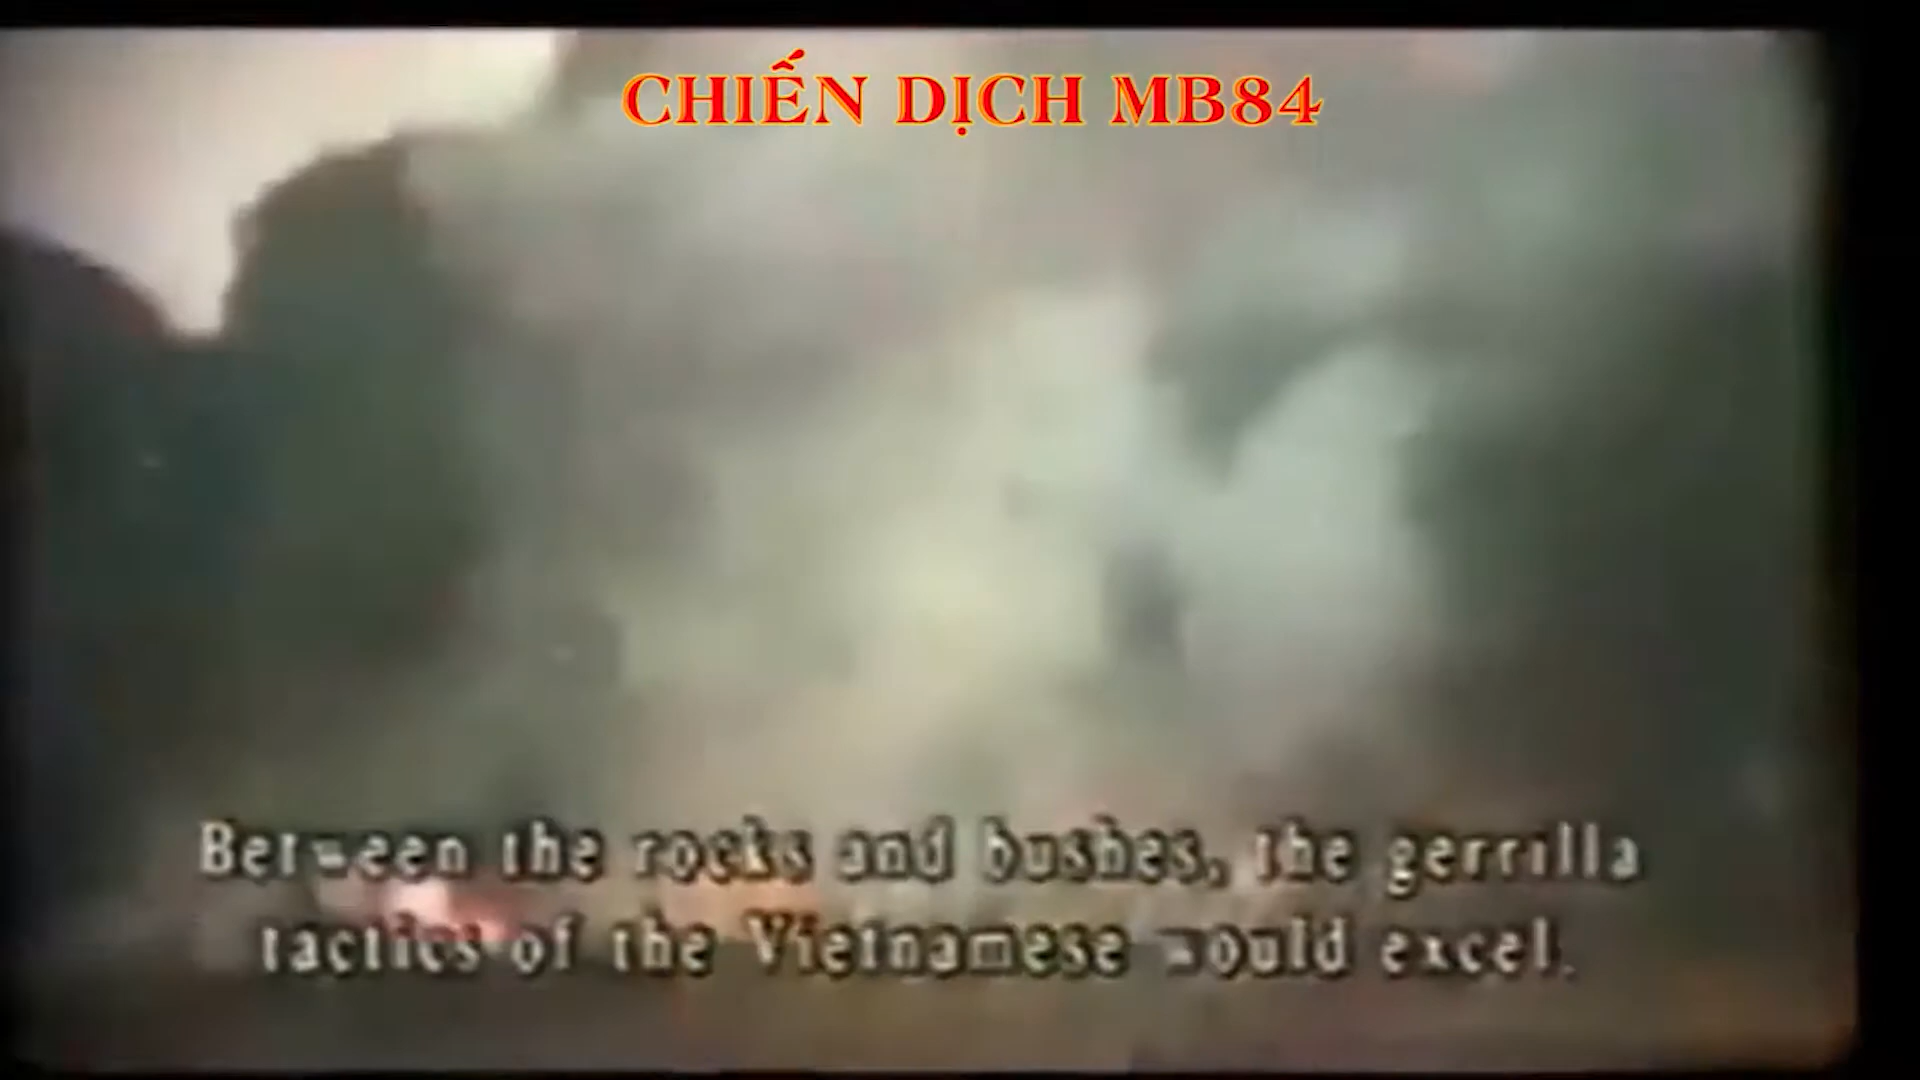 CHIẾN DỊCH MB84
Between the rocks and bushes, the gerrilla
tactics of the Vietnamese would excel.